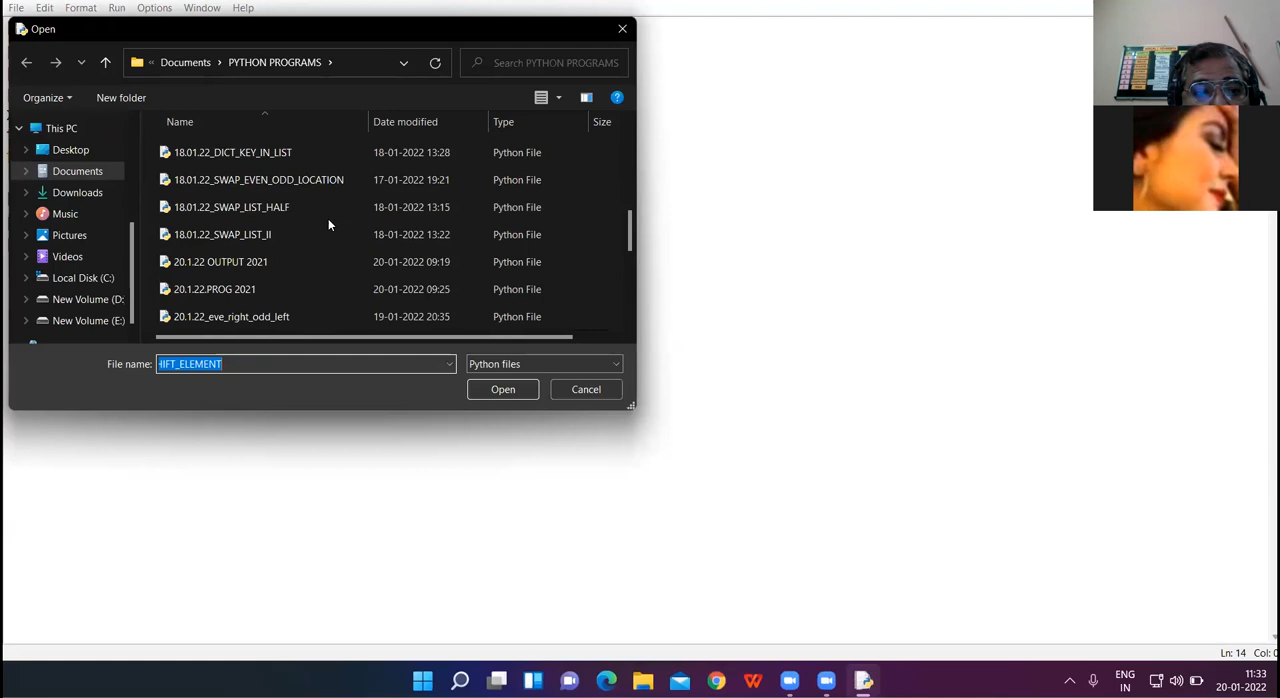 File Edit Format Run Options Window Help
Open
« Documents › PYTHON PROGRAMS ›
Search PYTHON PROGRAMS
Organize
New folder
Name Date modified Type Size
This PC
Desktop
Documents
Downloads
Music
Pictures
Videos
Local Disk (C:)
New Volume (D:
New Volume (E:)
18.01.22_DICT_KEY_IN_LIST 18-01-2022 13:28 Python File
18.01.22_SWAP_EVEN_ODD_LOCATION 17-01-2022 19:21 Python File
18.01.22_SWAP_LIST_HALF 18-01-2022 13:15 Python File
18.01.22_SWAP_LIST_II 18-01-2022 13:22 Python File
20.1.22 OUTPUT 2021 20-01-2022 09:19 Python File
20.1.22.PROG 2021 20-01-2022 09:25 Python File
20.1.22_eve_right_odd_left 19-01-2022 20:35 Python File
File name: HIFT_ELEMENT
Python files
Open
Cancel
Ln: 14 Col: 0
ENG
IN
11:33
20-01-2022